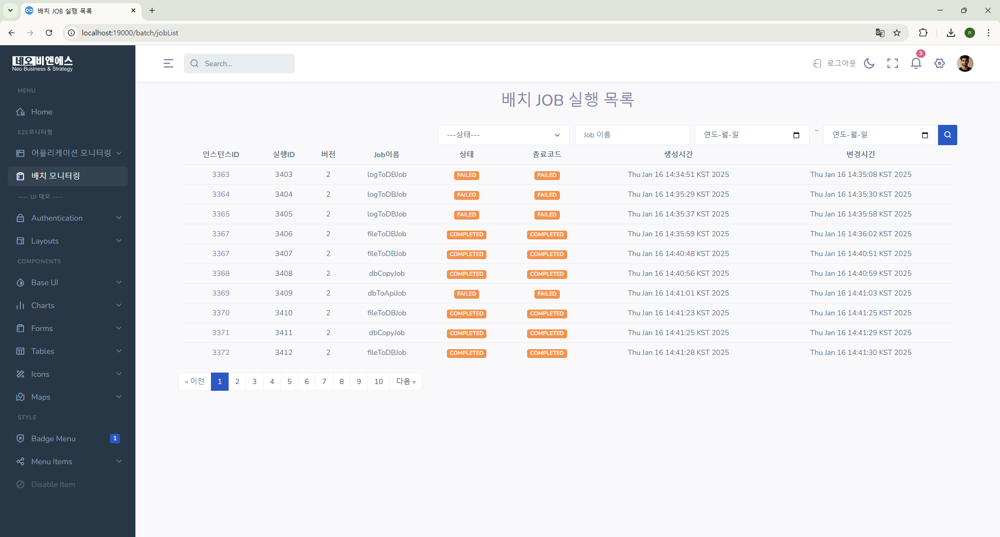 배치 JOB 실행 목록
localhost:19000/batch/jobList
n
네오비엔에스
Neo Business & Strategy
Search...
로그아웃
3
MENU
Home
E2E모니터링
어플리케이션 모니터링
배치 모니터링
---- UI 데모 ----
Authentication
Layouts
COMPONENTS
Base UI
Charts
Forms
Tables
Icons
Maps
STYLE
Badge Menu 1
Menu Items
Disable Item
배치 JOB 실행 목록
---상태--- Job 이름 연도-월-일 ~ 연도-월-일
인스턴스ID 실행ID 버전 Job이름 상태 종료코드 생성시간 변경시간
3363 3403 2 logToDBJob FAILED FAILED Thu Jan 16 14:34:51 KST 2025 Thu Jan 16 14:35:08 KST 2025
3364 3404 2 logToDBJob FAILED FAILED Thu Jan 16 14:35:29 KST 2025 Thu Jan 16 14:35:30 KST 2025
3365 3405 2 logToDBJob FAILED FAILED Thu Jan 16 14:35:37 KST 2025 Thu Jan 16 14:35:58 KST 2025
3367 3406 2 fileToDBJob COMPLETED COMPLETED Thu Jan 16 14:35:59 KST 2025 Thu Jan 16 14:36:02 KST 2025
3367 3407 2 fileToDBJob COMPLETED COMPLETED Thu Jan 16 14:40:48 KST 2025 Thu Jan 16 14:40:51 KST 2025
3368 3408 2 dbCopyJob COMPLETED COMPLETED Thu Jan 16 14:40:56 KST 2025 Thu Jan 16 14:40:59 KST 2025
3369 3409 2 dbToApiJob FAILED FAILED Thu Jan 16 14:41:01 KST 2025 Thu Jan 16 14:41:03 KST 2025
3370 3410 2 fileToDBJob COMPLETED COMPLETED Thu Jan 16 14:41:23 KST 2025 Thu Jan 16 14:41:25 KST 2025
3371 3411 2 dbCopyJob COMPLETED COMPLETED Thu Jan 16 14:41:25 KST 2025 Thu Jan 16 14:41:29 KST 2025
3372 3412 2 fileToDBJob COMPLETED COMPLETED Thu Jan 16 14:41:28 KST 2025 Thu Jan 16 14:41:30 KST 2025
« 이전 1 2 3 4 5 6 7 8 9 10 다음 »